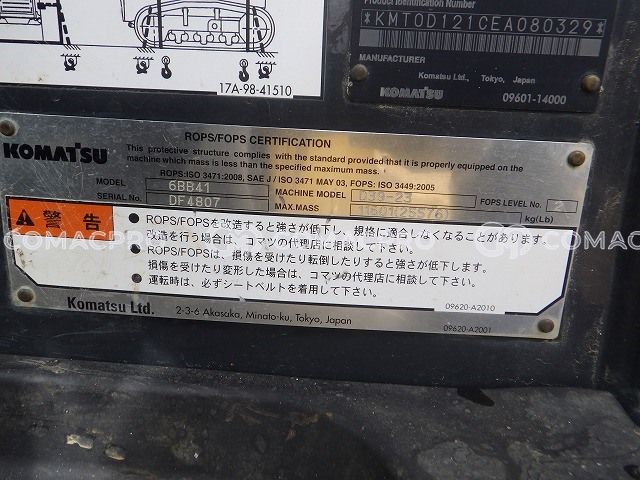 17A-98-41510
Product Identification Number
*KMT0D121CEA080329*
MANUFACTURER
Komatsu Ltd., Tokyo, Japan
KOMATSU
09601-14000
ROPS/FOPS CERTIFICATION
KOMATSU
This protective structure complies with the standard provided that it is properly equipped on the
machine which mass is less than the specified maximum mass.
ROPS:ISO 3471:2008, SAE J / ISO 3471 MAY 03, FOPS: ISO 3449:2005
MODEL 6BB41 MACHINE MODEL D39-23 FOPS LEVEL No. 2
SERIAL No. DF4807 MAX.MASS kg(Lb)
警告
● ROPS/FOPSを改造すると強さが低下し、規格に適合しなくなることがあります。
改造を行う場合は、コマツの代理店に相談して下さい。
● ROPS/FOPSは、損傷を受けたり転倒したりすると強さが低下します。
損傷を受けたり変形した場合は、コマツの代理店に相談して下さい。
● 運転時は、必ずシートベルトを着用して下さい。
09620-A2010
Komatsu Ltd. 2-3-6 Akasaka, Minato-ku, Tokyo, Japan
09620-A2001